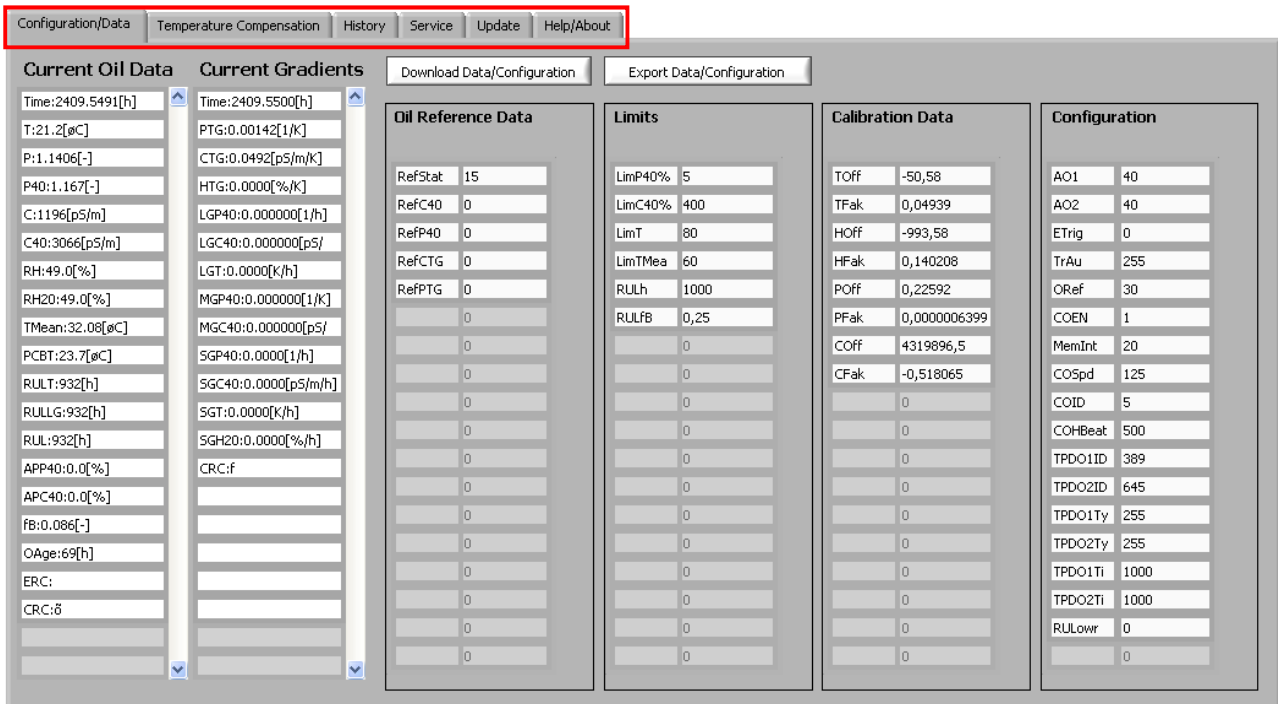 Configuration/Data
Temperature Compensation
History
Service
Update
Help/About
Current Oil Data
Time:2409.5491[h]
T:21.2[øC]
P:1.1406[-]
P40:1.167[-]
C:1196[pS/m]
C40:3066[pS/m]
RH:49.0[%]
RH20:49.0[%]
TMean:32.08[øC]
PCBT:23.7[øC]
RULT:932[h]
RULLG:932[h]
RUL:932[h]
APP40:0.0[%]
APC40:0.0[%]
fB:0.086[-]
OAge:69[h]
ERC:
CRC:õ
Current Gradients
Time:2409.5500[h]
PTG:0.00142[1/K]
CTG:0.0492[pS/m/K]
HTG:0.0000[%/K]
LGP40:0.000000[1/h]
LGC40:0.000000[pS/
LGT:0.0000[K/h]
MGP40:0.000000[1/K]
MGC40:0.000000[pS/
SGP40:0.0000[1/h]
SGC40:0.0000[pS/m/h]
SGT:0.0000[K/h]
SGH20:0.0000[%/h]
CRC:f
Download Data/Configuration
Export Data/Configuration
Oil Reference Data
RefStat 15
RefC40 0
RefP40 0
RefCTG 0
RefPTG 0
0
0
0
0
0
0
0
0
0
0
0
0
0
Limits
LimP40% 5
LimC40% 400
LimT 80
LimTMea 60
RULh 1000
RULfB 0,25
0
0
0
0
0
0
0
0
0
0
0
0
Calibration Data
TOff -50,58
TFak 0,04939
HOff -993,58
HFak 0,140208
POff 0,22592
PFak 0,0000006399
COff 4319896,5
CFak -0,518065
0
0
0
0
0
0
0
0
0
0
Configuration
AO1 40
AO2 40
ETrig 0
TrAu 255
ORef 30
COEN 1
MemInt 20
COSpd 125
COID 5
COHBeat 500
TPDO1ID 389
TPDO2ID 645
TPDO1Ty 255
TPDO2Ty 255
TPDO1Ti 1000
TPDO2Ti 1000
RULowr 0
0